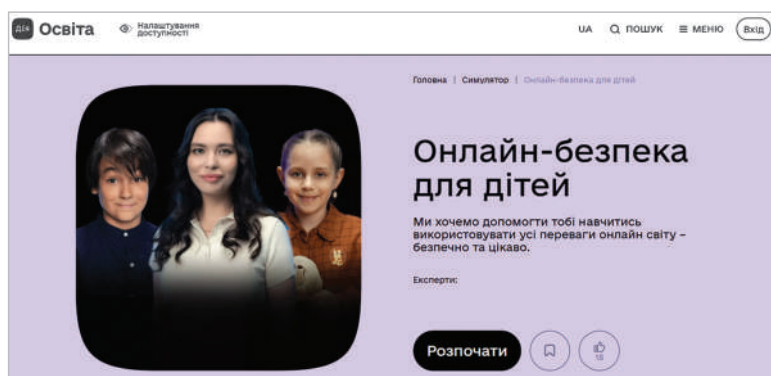 Дія Освіта
Налаштування
доступності
UA
ПОШУК
МЕНЮ
Вхід
Головна | Симулятор | Онлайн-безпека для дітей
Онлайн-безпека
для дітей
Ми хочемо допомогти тобі навчитись
використовувати усі переваги онлайн світу –
безпечно та цікаво.
Експерти:
Розпочати
18